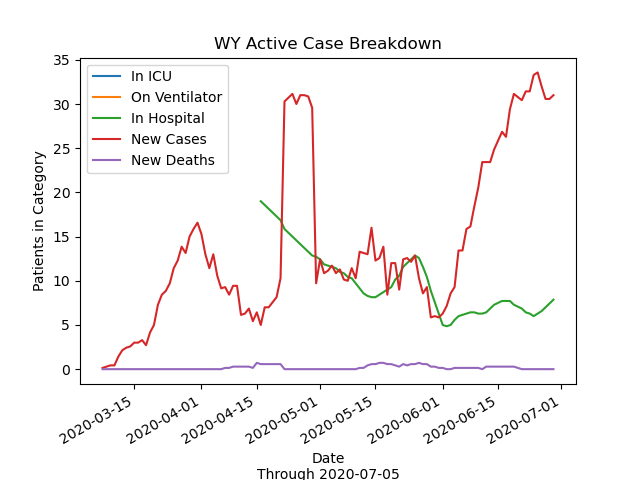 WY Active Case Breakdown
35
30
25
20
15
10
5
0
Patients in Category
In ICU
On Ventilator
In Hospital
New Cases
New Deaths
2020-03-15
2020-04-01
2020-04-15
2020-05-01
2020-05-15
2020-06-01
2020-06-15
2020-07-01
Date
Through 2020-07-05